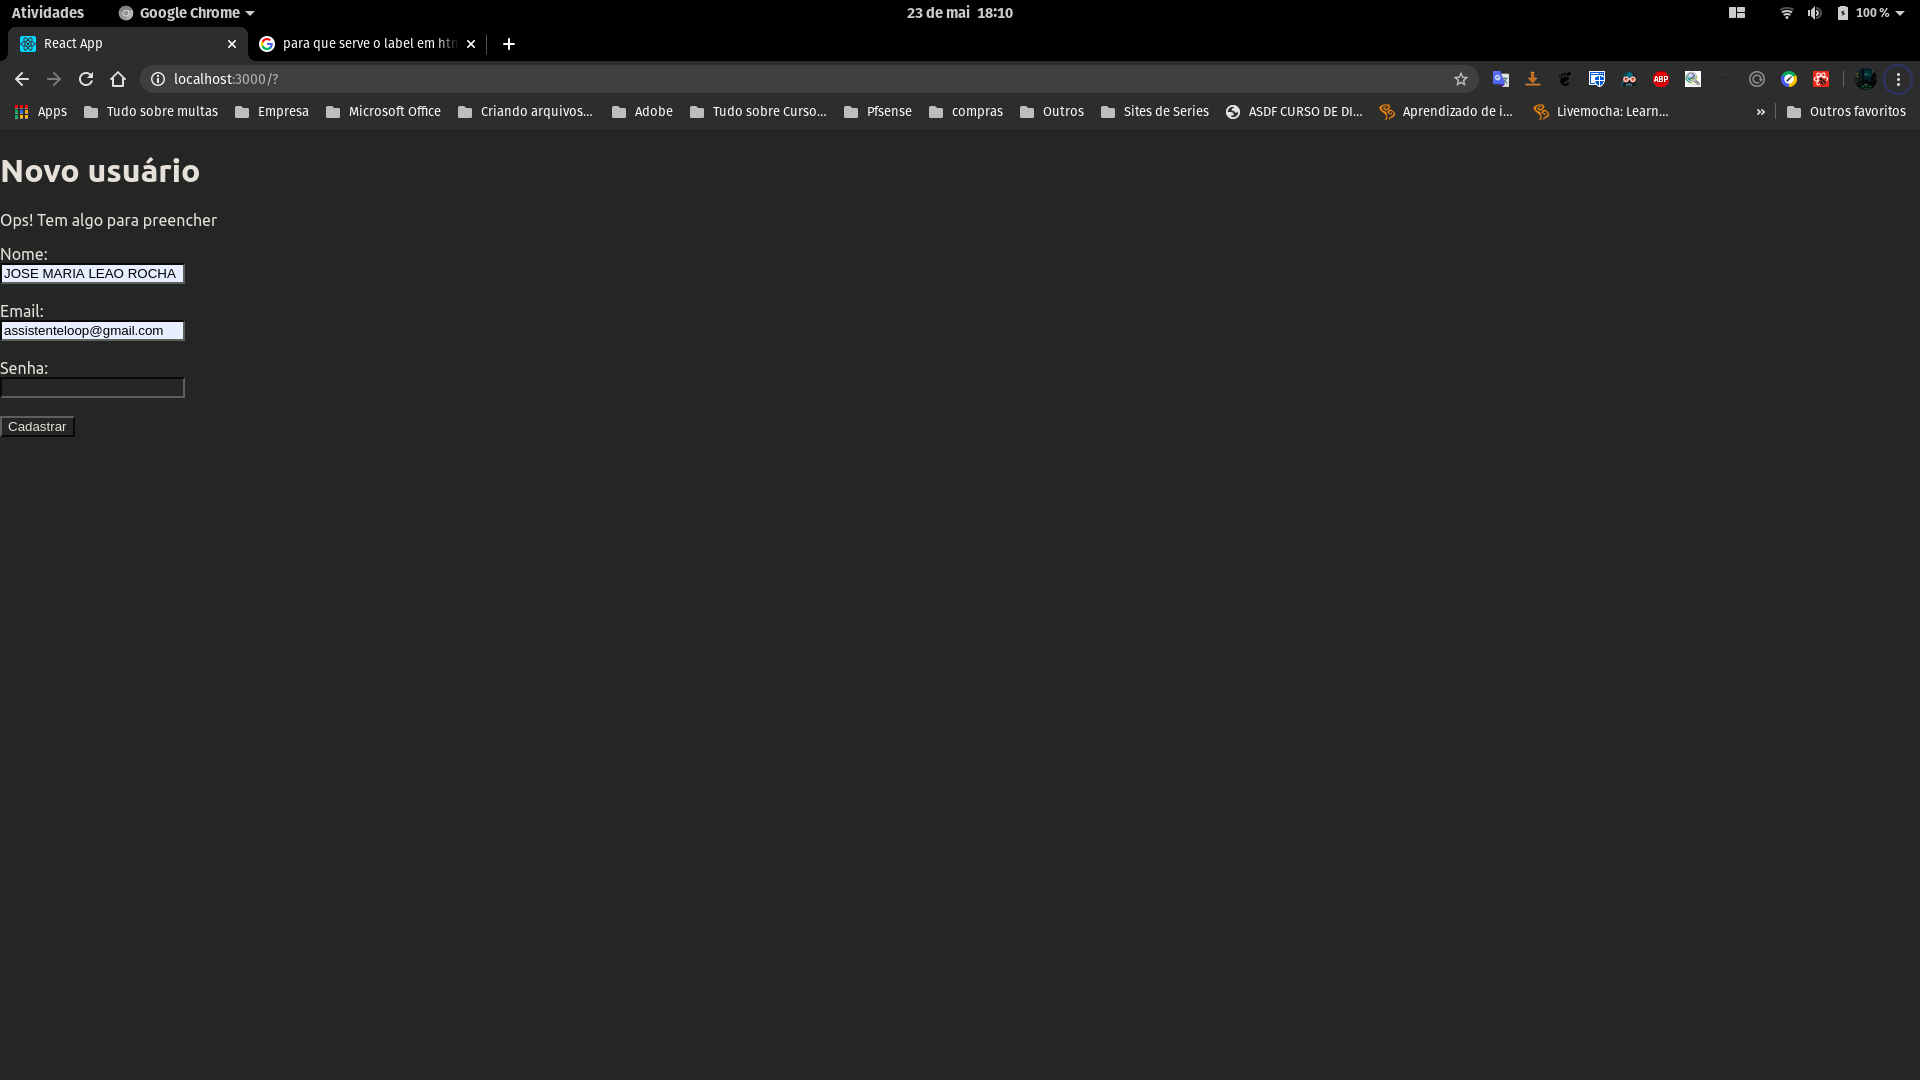 Atividades Google Chrome 23 de mai 18:10 100 %
React App para que serve o label em htm
localhost:3000/?
Apps Tudo sobre multas Empresa Microsoft Office Criando arquivos... Adobe Tudo sobre Curso... Pfsense compras Outros Sites de Series ASDF CURSO DE DI... Aprendizado de i... Livemocha: Learn... » Outros favoritos
Novo usuário
Ops! Tem algo para preencher
Nome:
JOSE MARIA LEAO ROCHA
Email:
assistenteloop@gmail.com
Senha:
Cadastrar